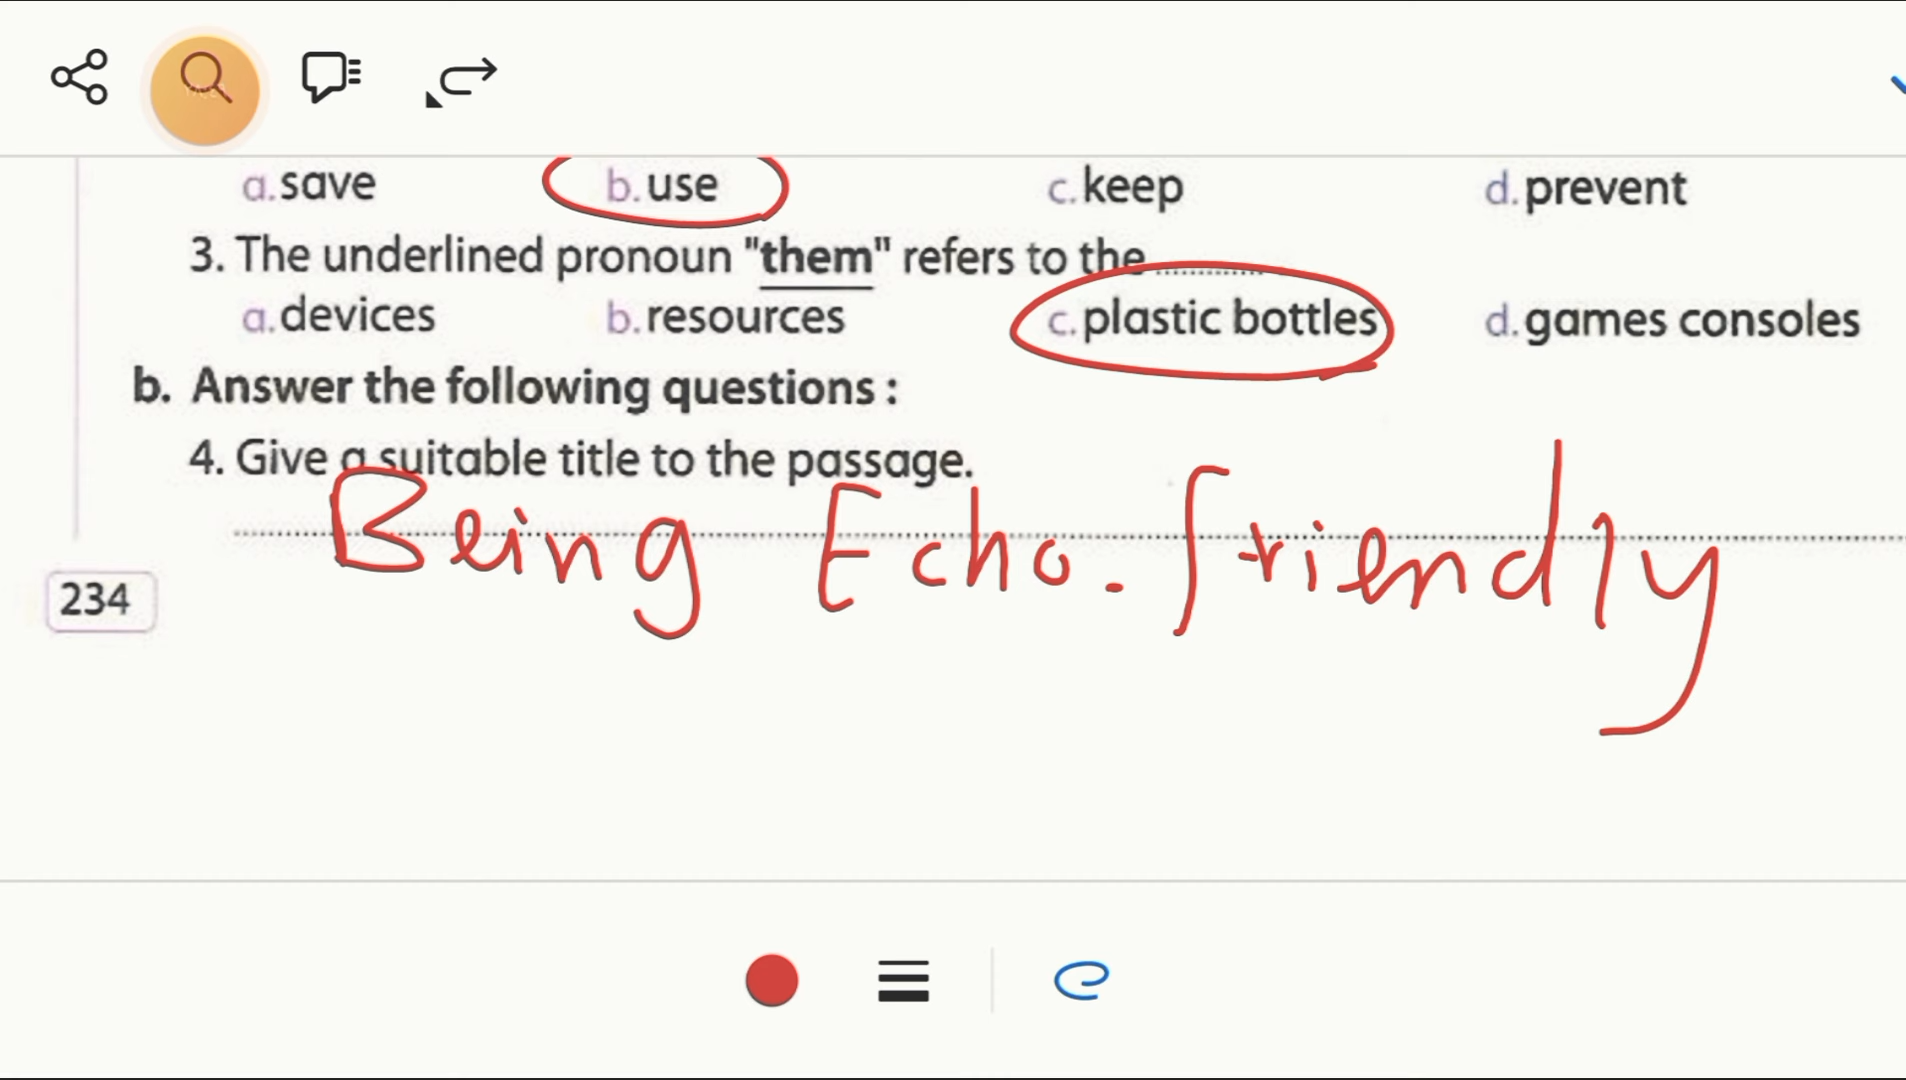 a. save b. use c. keep d. prevent
3. The underlined pronoun "them" refers to the ............
a. devices b. resources c. plastic bottles d. games consoles
b. Answer the following questions :
4. Give a suitable title to the passage.
Being Echo. friendly
234